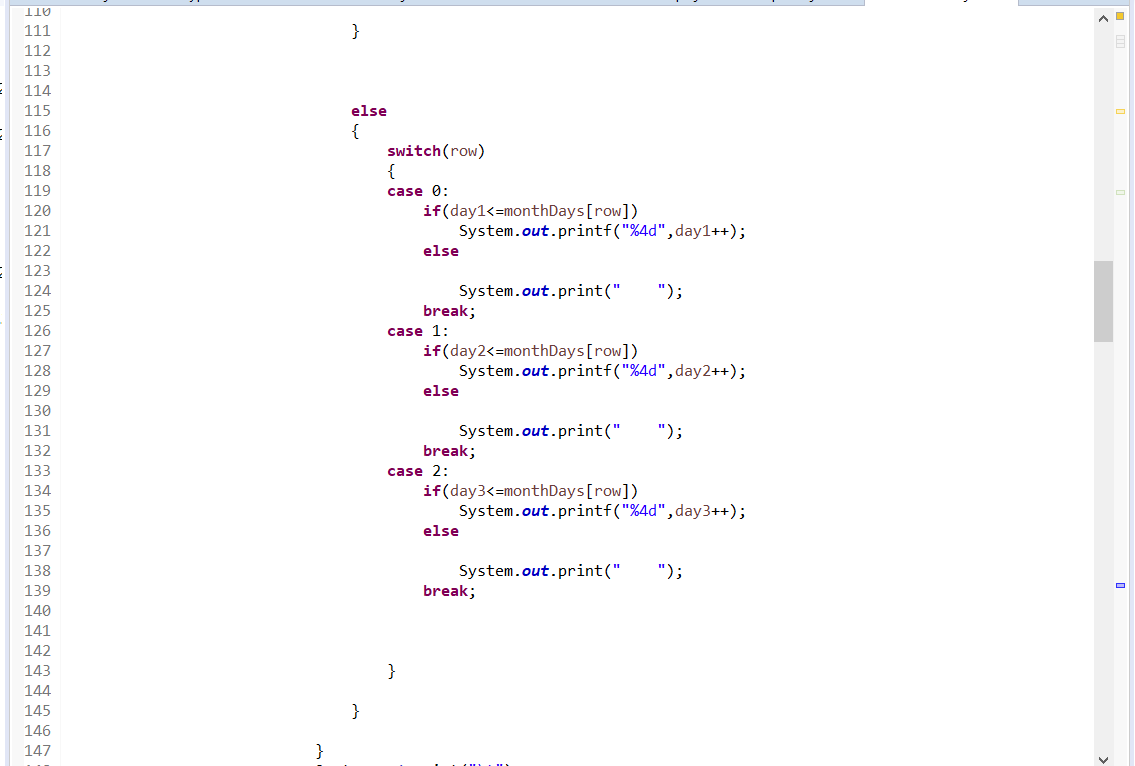 110
111 }
112
113
114
115 else
116 {
117 switch(row)
118 {
119 case 0:
120 if(day1<=monthDays[row])
121 System.out.printf("%4d",day1++);
122 else
123
124 System.out.print("    ");
125 break;
126 case 1:
127 if(day2<=monthDays[row])
128 System.out.printf("%4d",day2++);
129 else
130
131 System.out.print("    ");
132 break;
133 case 2:
134 if(day3<=monthDays[row])
135 System.out.printf("%4d",day3++);
136 else
137
138 System.out.print("    ");
139 break;
140
141
142
143 }
144
145 }
146
147 }